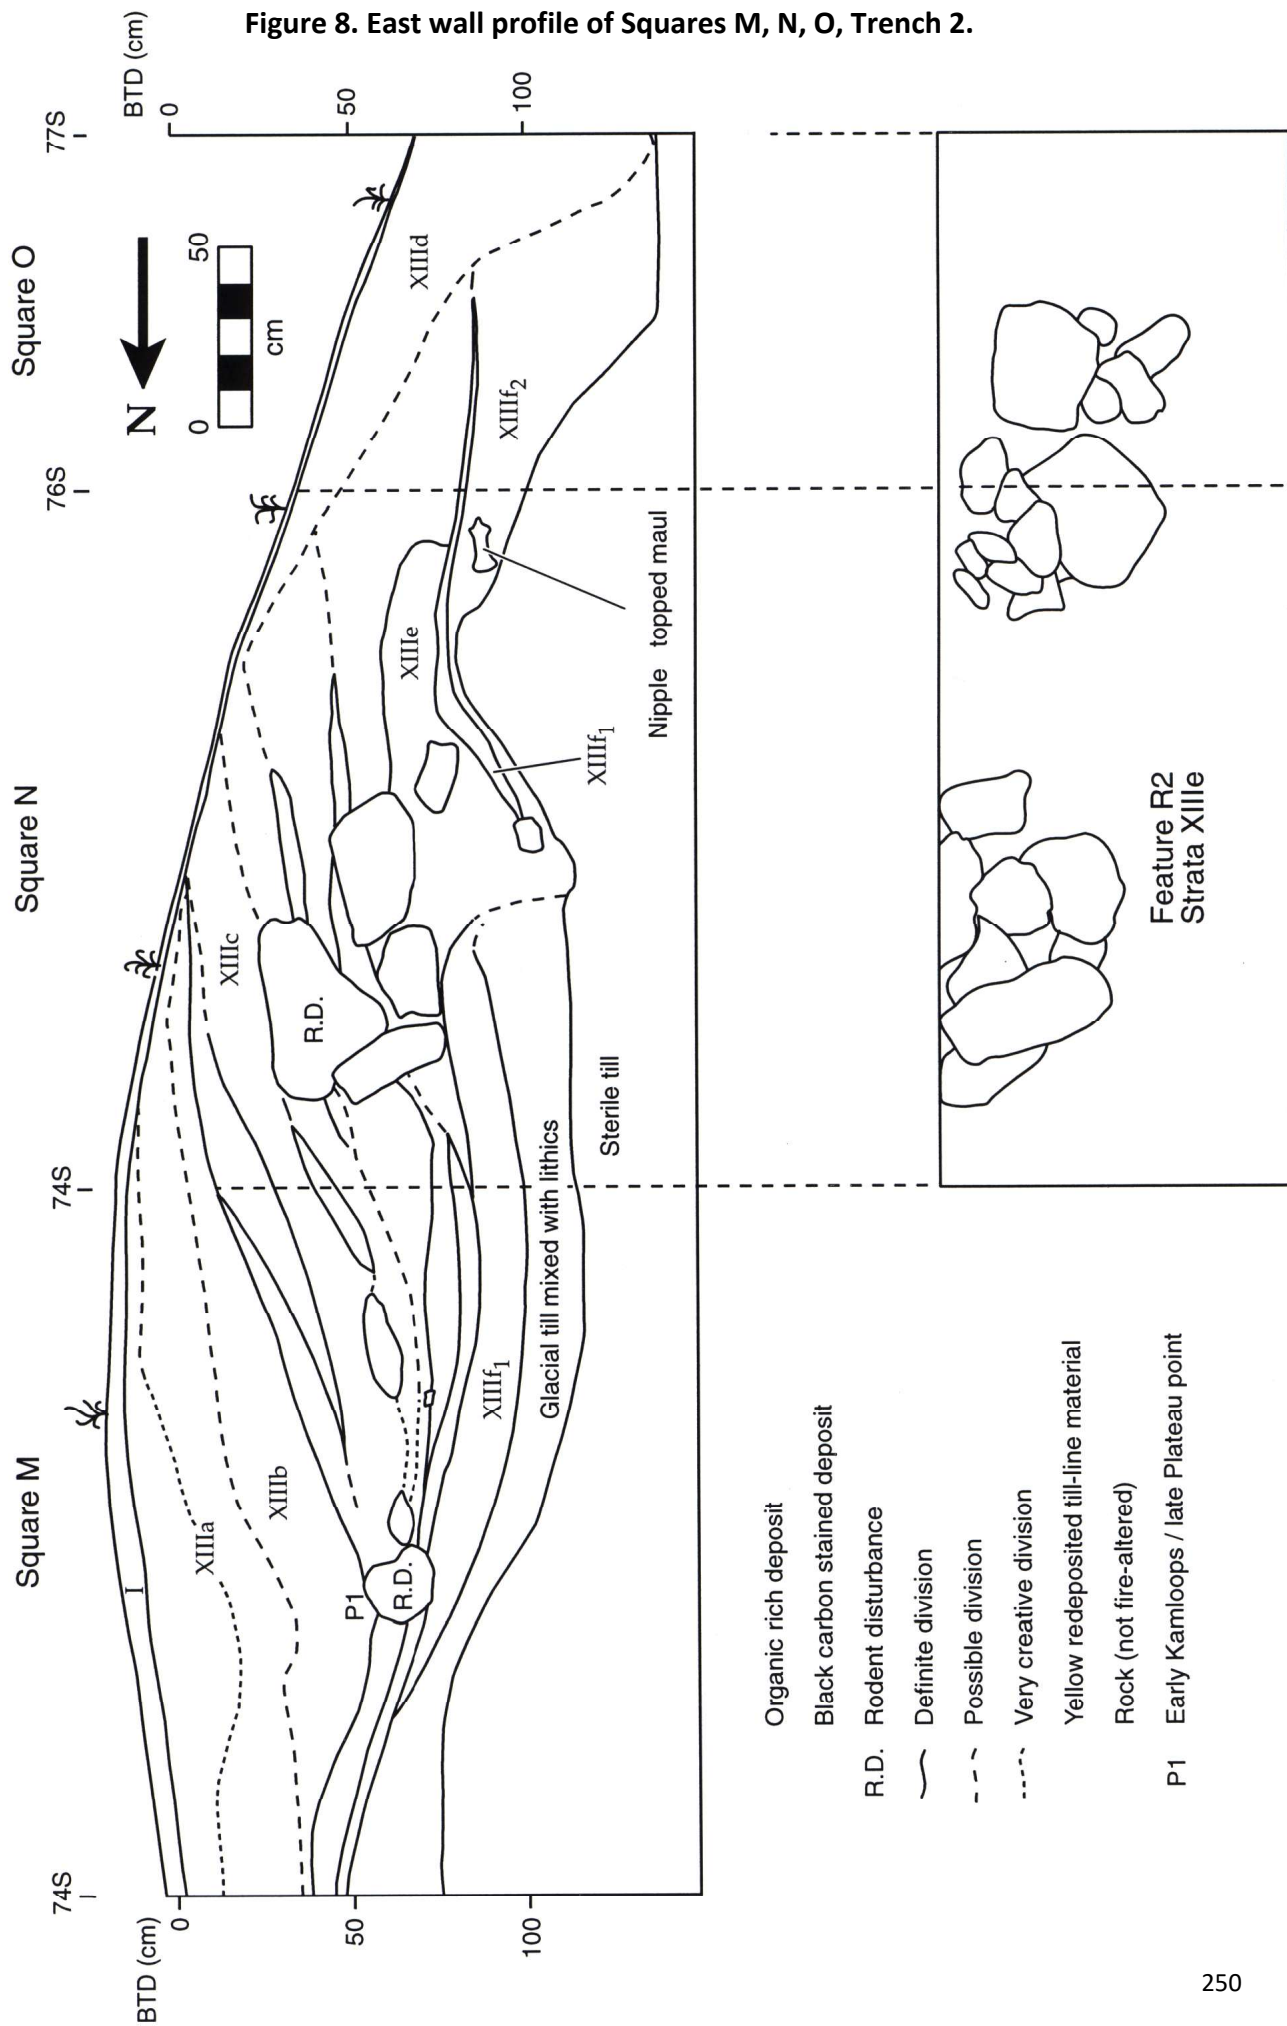 Figure 8. East wall profile of Squares M, N, O, Trench 2.
Square M
Square N
Square O
74S
74S
76S
77S
BTD (cm)
0
50
100
BTD (cm)
0
50
100
N
0
50
cm
I
XIIIa
XIIIb
XIIIc
XIIId
XIIIe
XIIIf1
XIIIf1
XIIIf2
P1
R.D.
R.D.
Glacial till mixed with lithics
Sterile till
Nipple topped maul
Feature R2
Strata XIIIe
Organic rich deposit
Black carbon stained deposit
R.D. Rodent disturbance
Definite division
Possible division
Very creative division
Yellow redeposited till-line material
Rock (not fire-altered)
P1 Early Kamloops / late Plateau point
250